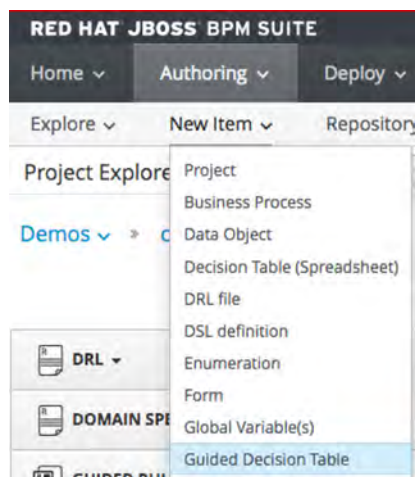 RED HAT JBOSS BPM SUITE
Home Authoring Deploy
Explore New Item Repository
Project Explore
Project
Business Process
Demos
Data Object
Decision Table (Spreadsheet)
DRL file
DSL definition
DRL
Enumeration
Form
DOMAIN SPE
Global Variable(s)
Guided Decision Table